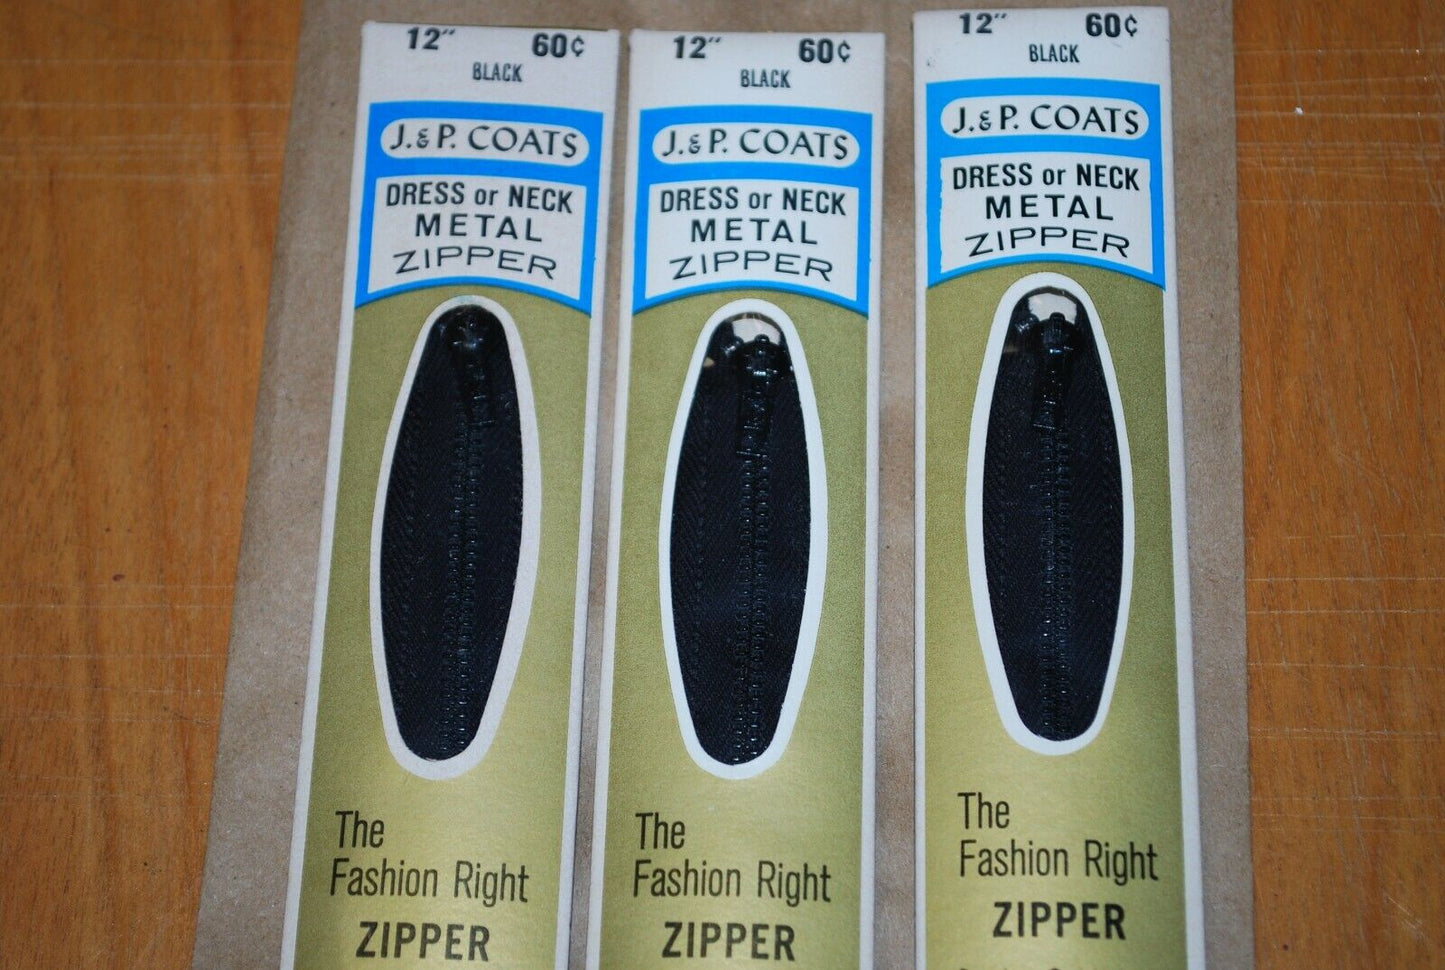 12" 60¢
BLACK
J. & P. COATS
DRESS or NECK
METAL
ZIPPER
The
Fashion Right
ZIPPER
12" 60¢
BLACK
J. & P. COATS
DRESS or NECK
METAL
ZIPPER
The
Fashion Right
ZIPPER
12" 60¢
BLACK
J. & P. COATS
DRESS or NECK
METAL
ZIPPER
The
Fashion Right
ZIPPER